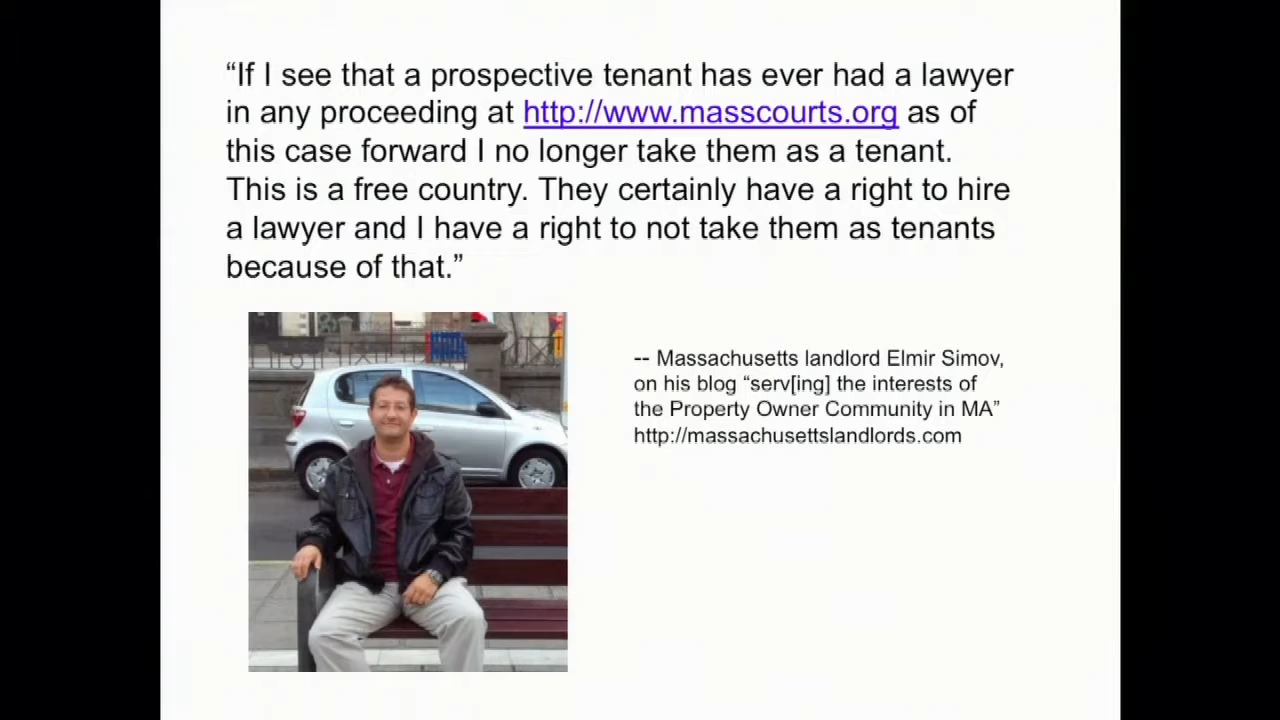 “If I see that a prospective tenant has ever had a lawyer
in any proceeding at http://www.masscourts.org as of
this case forward I no longer take them as a tenant.
This is a free country. They certainly have a right to hire
a lawyer and I have a right to not take them as tenants
because of that.”
-- Massachusetts landlord Elmir Simov,
on his blog “serv[ing] the interests of
the Property Owner Community in MA”
http://massachusettslandlords.com